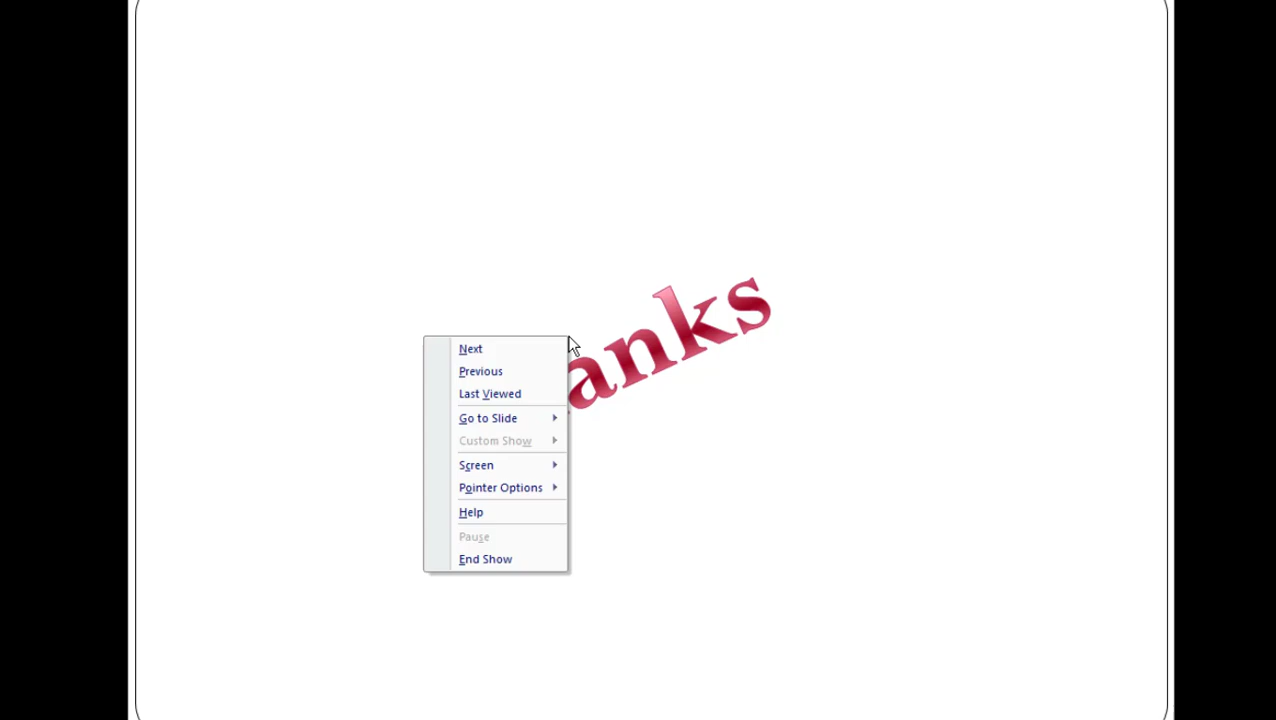 anks
Next
Previous
Last Viewed
Go to Slide
Custom Show
Screen
Pointer Options
Help
Pause
End Show